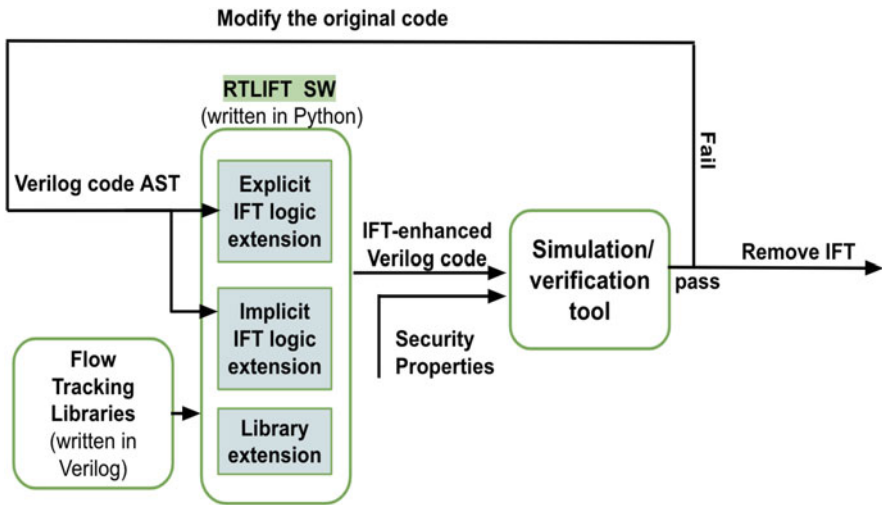 Modify the original code
RTLIFT SW
(written in Python)
Verilog code AST
Explicit
IFT logic
extension
Implicit
IFT logic
extension
Library
extension
Flow
Tracking
Libraries
(written in
Verilog)
IFT-enhanced
Verilog code
Security
Properties
Simulation/
verification
tool
Fail
pass
Remove IFT